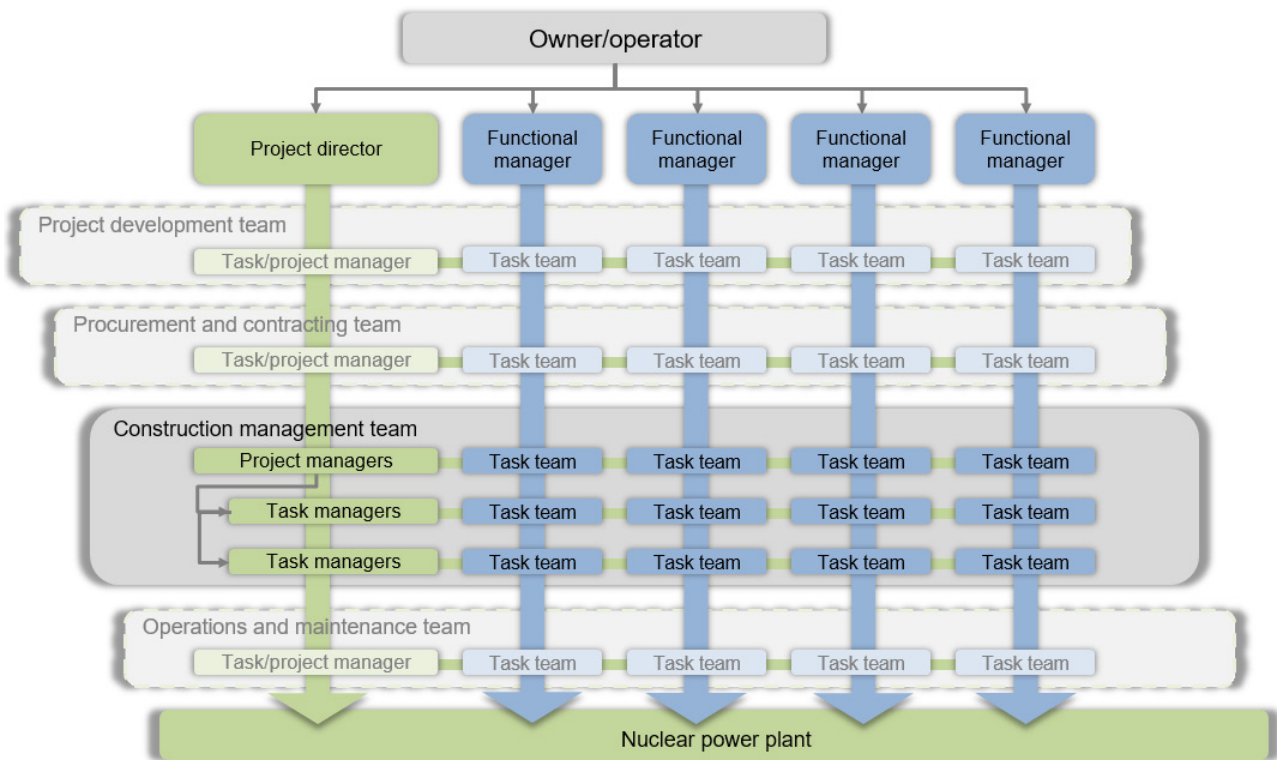 Owner/operator
Project director
Functional
manager
Functional
manager
Functional
manager
Functional
manager
Project development team
Task/project manager
Task team
Task team
Task team
Task team
Procurement and contracting team
Task/project manager
Task team
Task team
Task team
Task team
Construction management team
Project managers
Task team
Task team
Task team
Task team
Task managers
Task team
Task team
Task team
Task team
Task managers
Task team
Task team
Task team
Task team
Operations and maintenance team
Task/project manager
Task team
Task team
Task team
Task team
Nuclear power plant